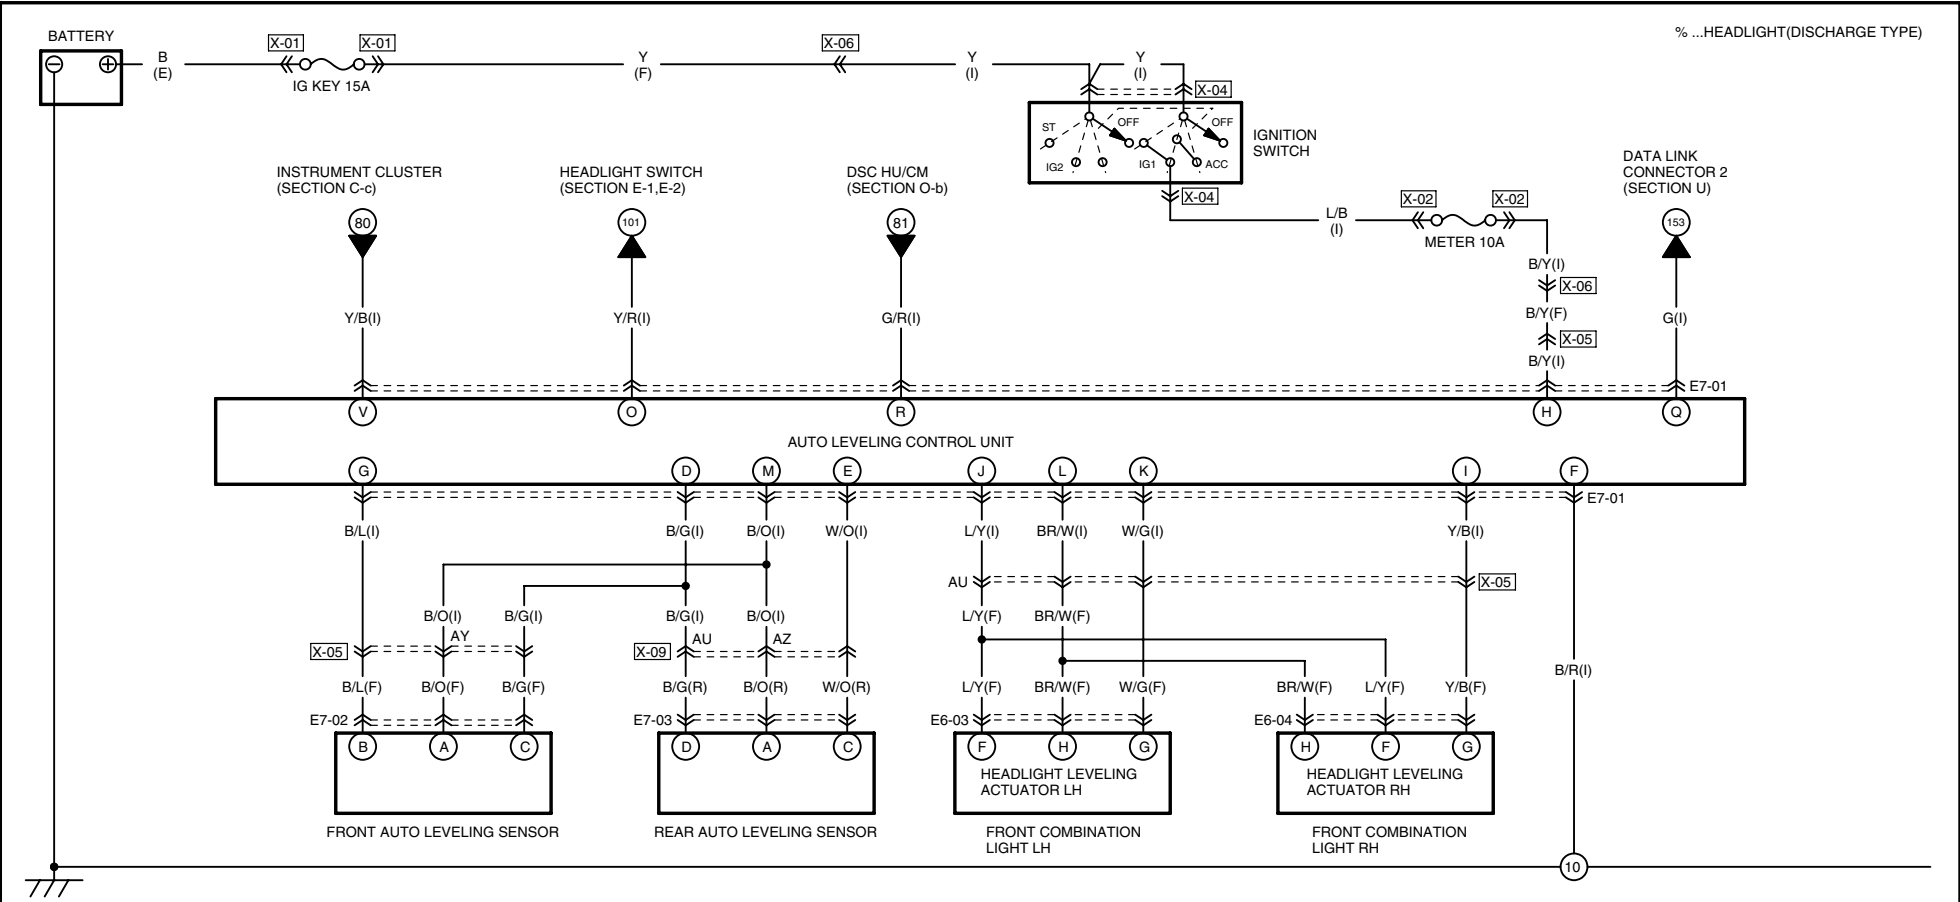 % ...HEADLIGHT(DISCHARGE TYPE)
BATTERY
B
(E)
X-01
X-01
IG KEY 15A
Y
(F)
X-06
Y
(I)
Y
(I)
X-04
ST
OFF
OFF
IG2
IG1
ACC
IGNITION
SWITCH
X-04
INSTRUMENT CLUSTER
(SECTION C-c)
HEADLIGHT SWITCH
(SECTION E-1,E-2)
DSC HU/CM
(SECTION O-b)
DATA LINK
CONNECTOR 2
(SECTION U)
80
101
81
153
L/B
(I)
X-02
X-02
METER 10A
B/Y(I)
X-06
B/Y(F)
X-05
B/Y(I)
Y/B(I)
Y/R(I)
G/R(I)
G(I)
E7-01
V
O
R
H
Q
AUTO LEVELING CONTROL UNIT
G
D
M
E
J
L
K
I
F
E7-01
B/L(I)
B/G(I)
B/O(I)
W/O(I)
L/Y(I)
BR/W(I)
W/G(I)
Y/B(I)
AU
X-05
B/O(I)
B/G(I)
B/G(I)
B/O(I)
L/Y(F)
BR/W(F)
X-05
AY
X-09
AU
AZ
B/R(I)
B/L(F)
B/O(F)
B/G(F)
B/G(R)
B/O(R)
W/O(R)
L/Y(F)
BR/W(F)
W/G(F)
BR/W(F)
L/Y(F)
Y/B(F)
E7-02
E7-03
E6-03
E6-04
B
A
C
D
A
C
F
H
G
H
F
G
HEADLIGHT LEVELING
ACTUATOR LH
HEADLIGHT LEVELING
ACTUATOR RH
FRONT AUTO LEVELING SENSOR
REAR AUTO LEVELING SENSOR
FRONT COMBINATION
LIGHT LH
FRONT COMBINATION
LIGHT RH
10